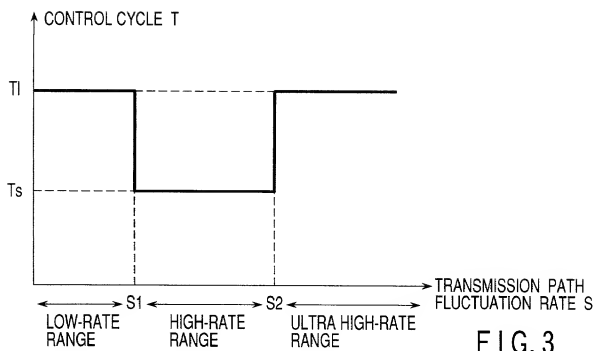 CONTROL CYCLE T
Tl
Ts
S1
S2
TRANSMISSION PATH
FLUCTUATION RATE S
LOW-RATE
RANGE
HIGH-RATE
RANGE
ULTRA HIGH-RATE
RANGE
FIG. 3